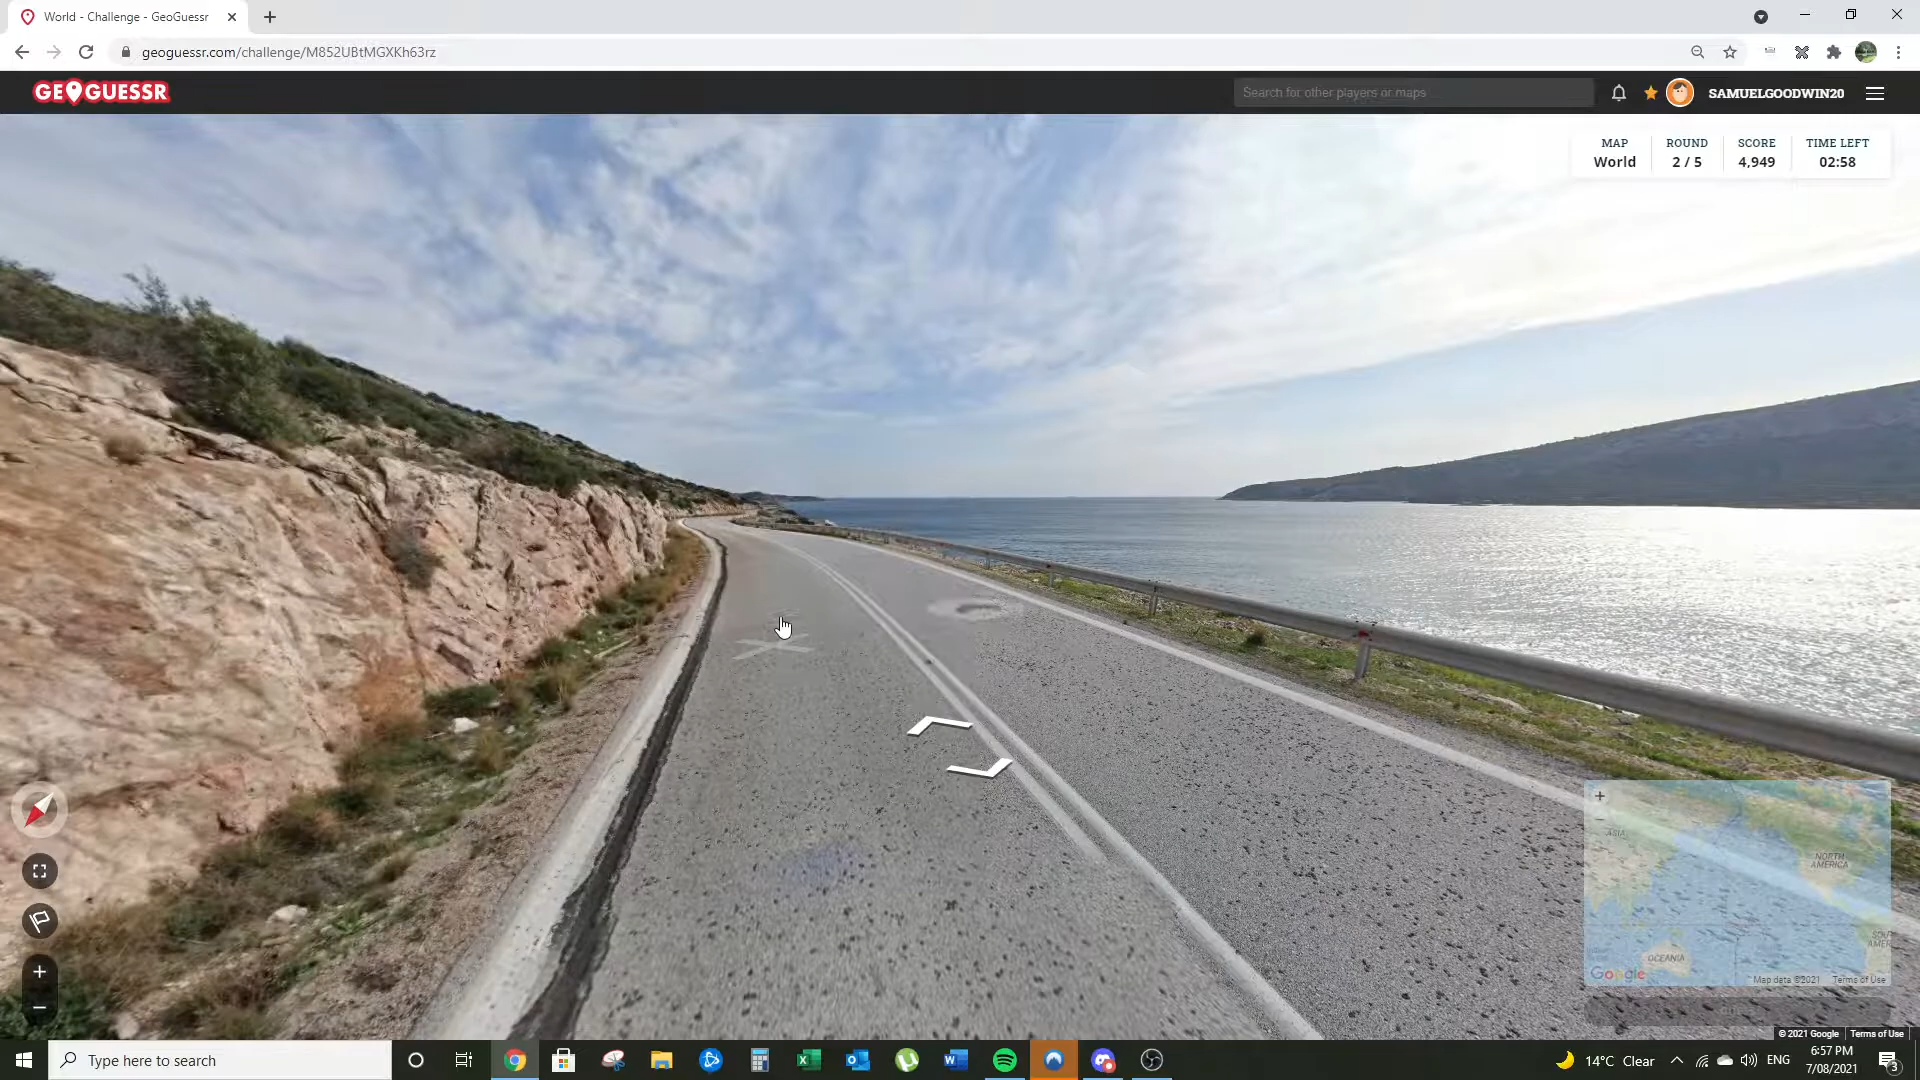 World - Challenge - GeoGuessr
geoguessr.com/challenge/M852UBtMGXKh63rz
GEOGUESSR
Search for other players or maps
SAMUELGOODWIN20
MAP ROUND SCORE TIME LEFT
World 2 / 5 4,949 02:58
ASIA
NORTH
AMERICA
OCEANIA
Google
Map data ©2021 Terms of Use
© 2021 Google Terms of Use
Type here to search
14°C Clear
ENG
6:57 PM
7/08/2021
3